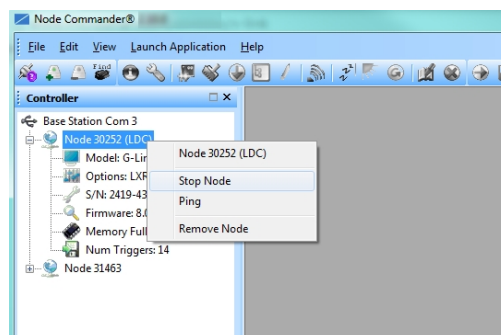 Node Commander®
File Edit View Launch Application Help
Find
Controller
Base Station Com 3
Node 30252 (LDC)
Node 30252 (LDC)
Model: G-Lin
Options: LXR
Stop Node
S/N: 2419-43
Ping
Firmware: 8.0
Memory Full
Remove Node
Num Triggers: 14
Node 31463